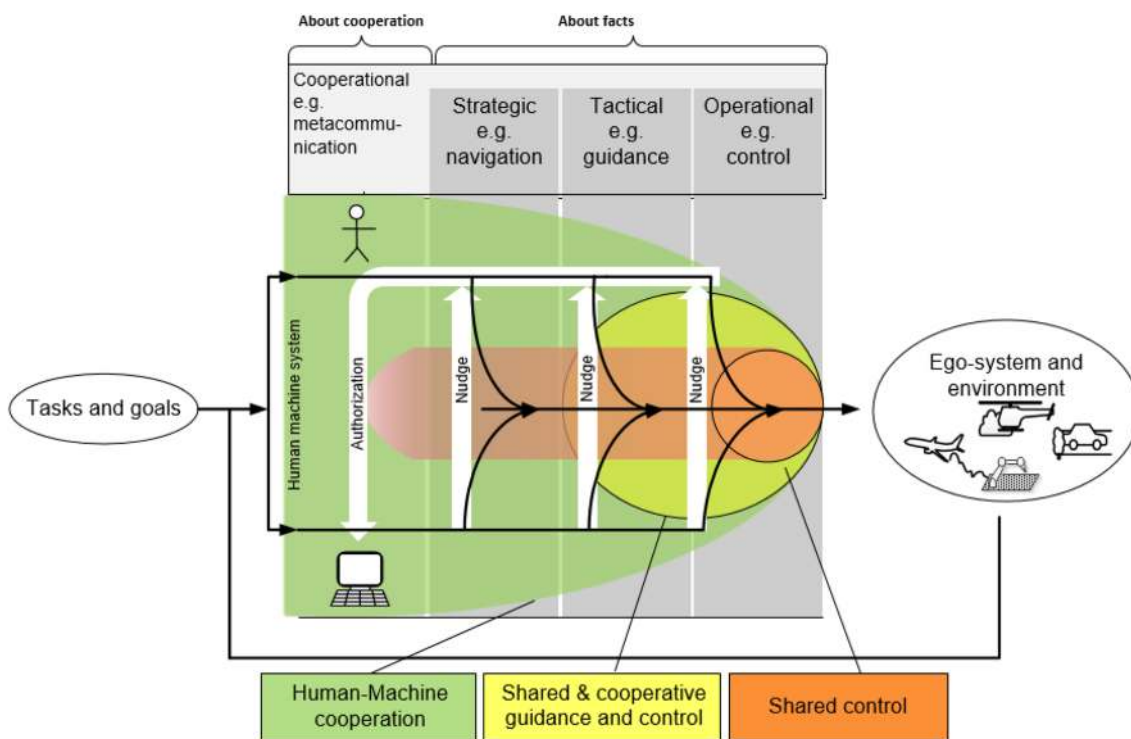 About cooperation
About facts
Cooperational
e.g.
metacommu-
nication
Strategic
e.g.
navigation
Tactical
e.g.
guidance
Operational
e.g.
control
Tasks and goals
Human machine system
Authorization
Nudge
Nudge
Nudge
Ego-system and
environment
Human-Machine
cooperation
Shared & cooperative
guidance and control
Shared control